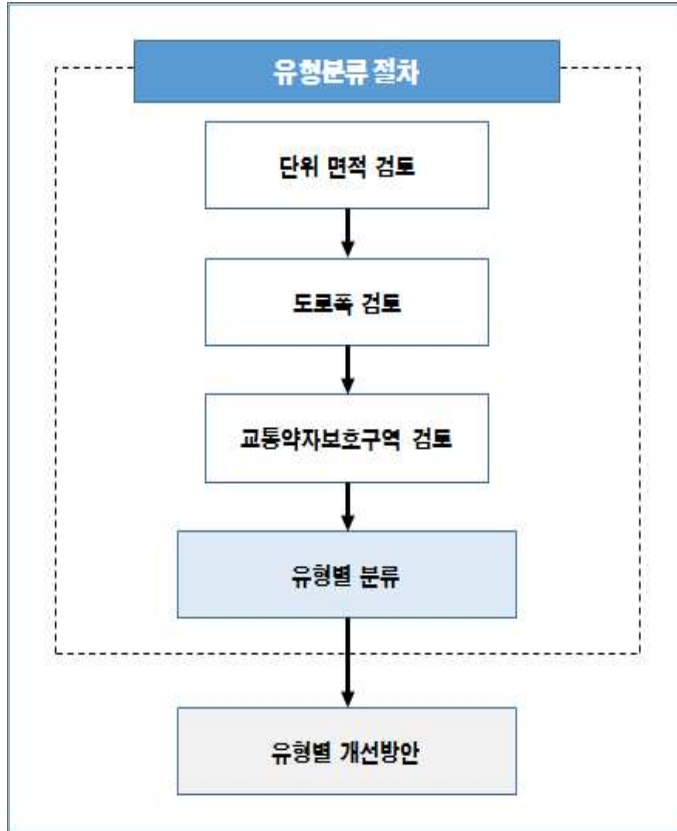 유형분류 절차
단위 면적 검토
도로폭 검토
교통약자보호구역 검토
유형별 분류
유형별 개선방안